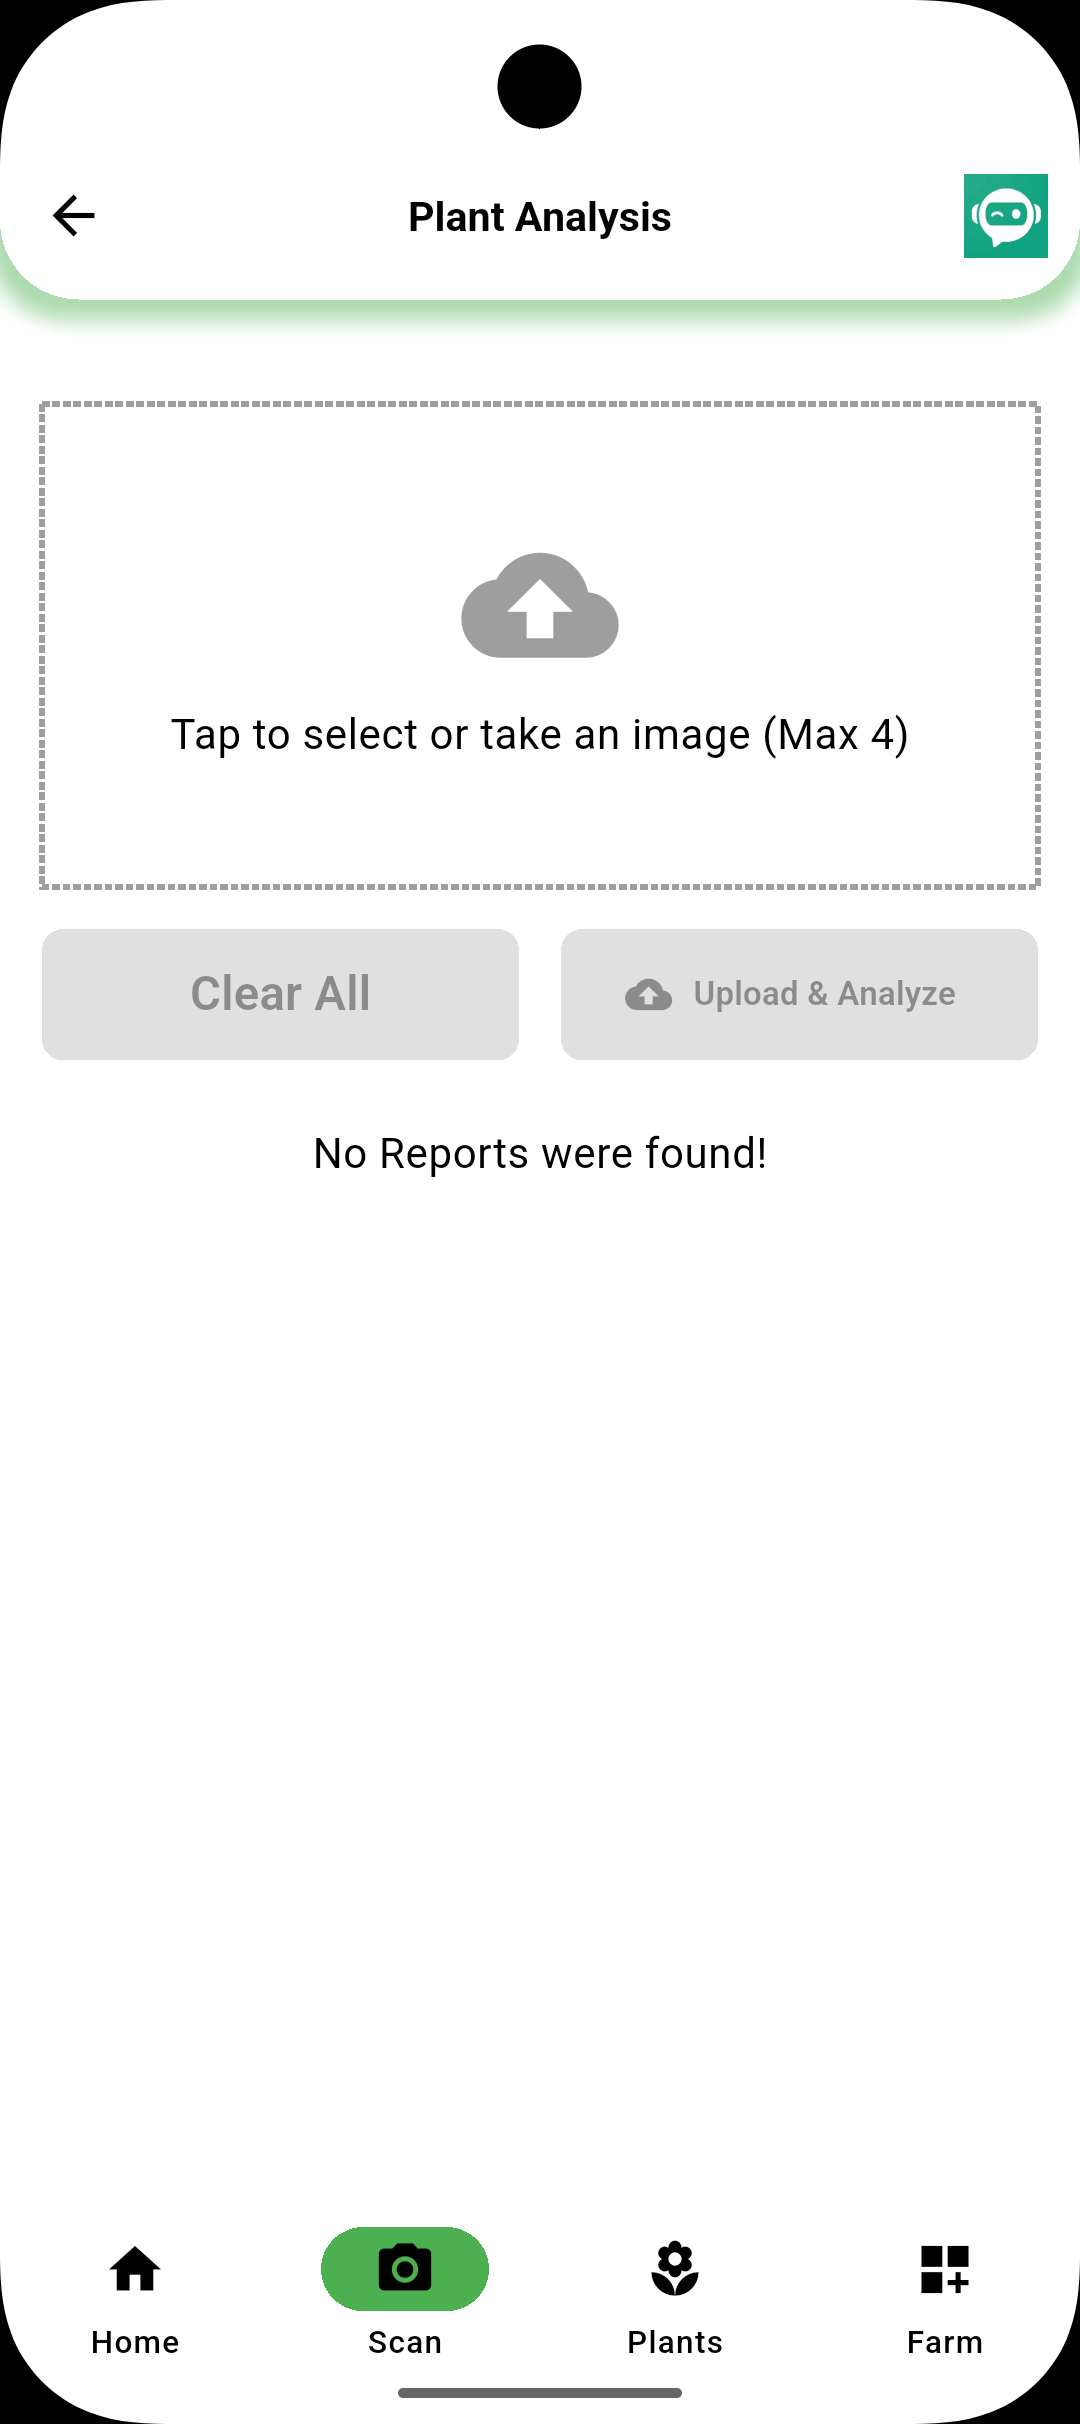 Plant Analysis
Tap to select or take an image (Max 4)
Clear All
Upload & Analyze
No Reports were found!
Home
Scan
Plants
Farm